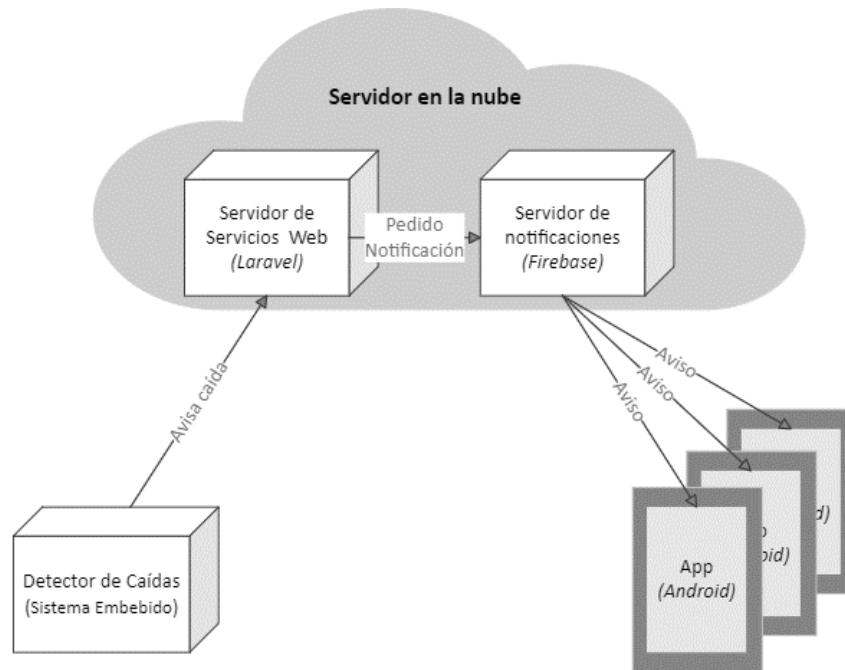 Servidor en la nube
Servidor de
Servicios Web
(Laravel)
Pedido
Notificación
Servidor de
notificaciones
(Firebase)
Avisa caída
Aviso
Aviso
Aviso
Detector de Caídas
(Sistema Embebido)
App
(Android)